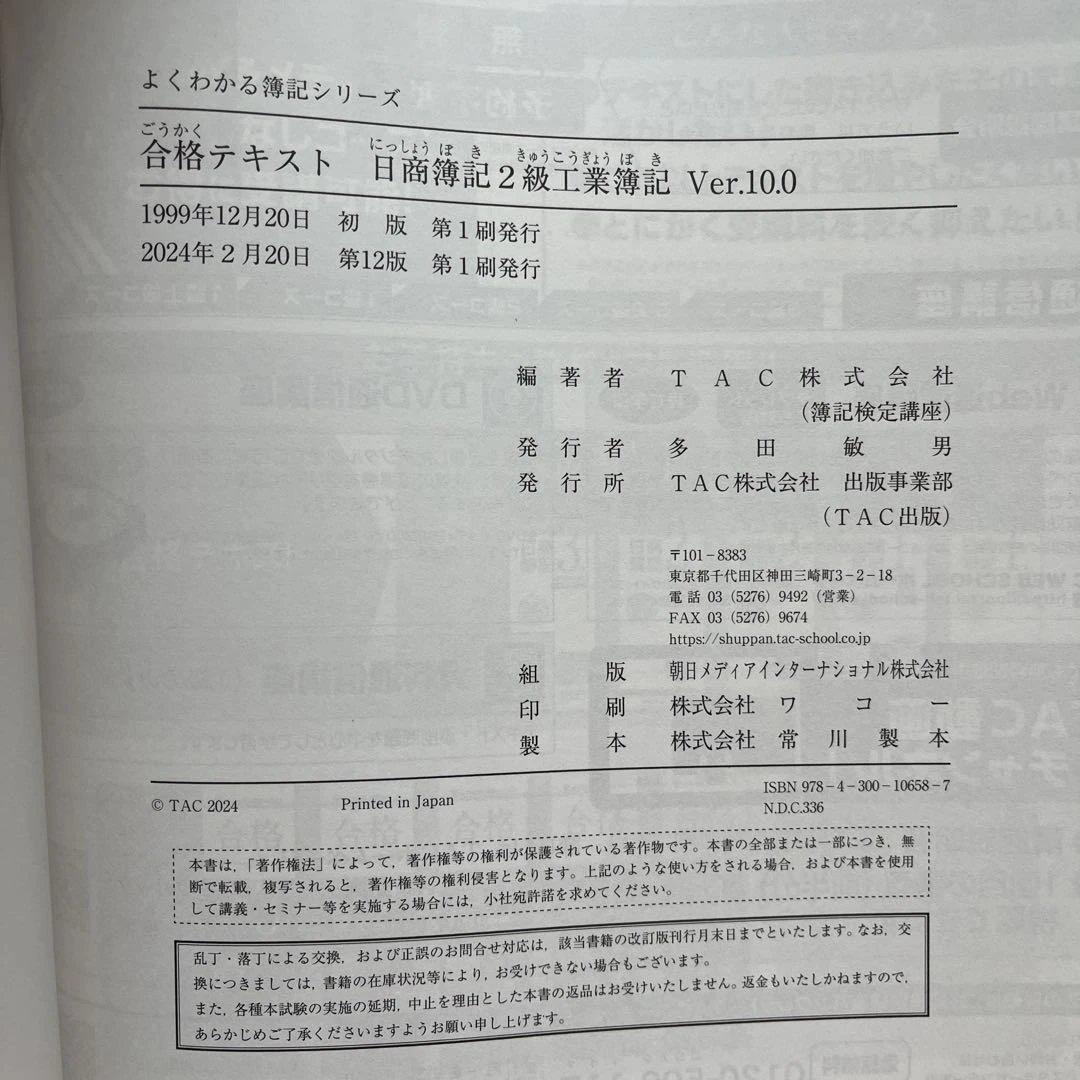 よくわかる簿記シリーズ
ごうかく にっしょうぼき きゅうこうぎょうぼき
合格テキスト 日商簿記2級工業簿記 Ver.10.0
1999年12月20日 初版 第1刷発行
2024年2月20日 第12版 第1刷発行
編著者 TAC株式会社
(簿記検定講座)
発行者 多田敏男
発行所 TAC株式会社 出版事業部
(TAC出版)
〒101-8383
東京都千代田区神田三崎町3-2-18
電話 03 (5276) 9492 (営業)
FAX 03 (5276) 9674
https://shuppan.tac-school.co.jp
組版 朝日メディアインターナショナル株式会社
印刷 株式会社ワコー
製本 株式会社常川製本
© TAC 2024 Printed in Japan ISBN 978-4-300-10658-7
N.D.C.336
本書は,「著作権法」によって, 著作権等の権利が保護されている著作物です。本書の全部または一部につき, 無
断で転載, 複写されると, 著作権等の権利侵害となります。上記のような使い方をされる場合, および本書を使用
して講義・セミナー等を実施する場合には, 小社宛許諾を求めてください。
乱丁・落丁による交換, および正誤のお問合せ対応は, 該当書籍の改訂版刊行月末日までといたします。なお, 交
換につきましては, 書籍の在庫状況等により, お受けできない場合もございます。
また, 各種本試験の実施の延期, 中止を理由とした本書の返品はお受けいたしません。返金もいたしかねますので,
あらかじめご了承くださいますようお願い申し上げます。